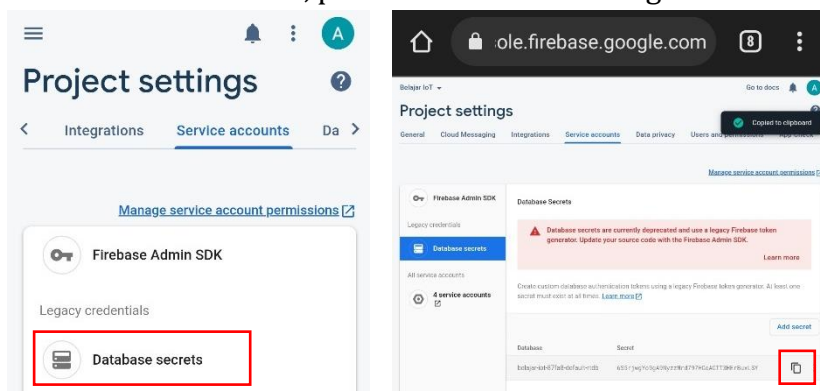 A
Project settings
Integrations
Service accounts
Da
Manage service account permissions
Firebase Admin SDK
Legacy credentials
Database secrets
ole.firebase.google.com
8
Belajar IoT
Go to docs
A
Project settings
Copied to clipboard
General
Cloud Messaging
Integrations
Service accounts
Data privacy
Users and
Manage service account permissions
Firebase Admin SDK
Database Secrets
Legacy credentials
Database secrets
Database secrets are currently deprecated and use a legacy Firebase token
generator. Update your source code with the Firebase Admin SDK.
Learn more
All service accounts
4 service accounts
Create custom database authentication tokens using a legacy Firebase token generator. At least one
secret must exist at all times. Learn more
Add secret
Database
Secret